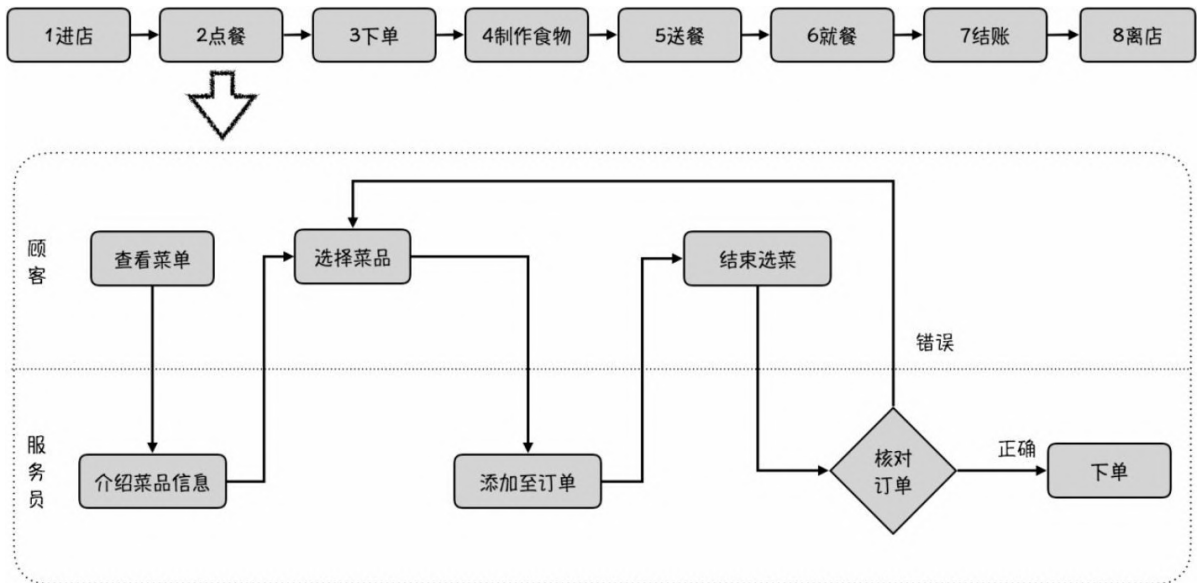 1进店
2点餐
3下单
4制作食物
5送餐
6就餐
7结账
8离店
顾客
查看菜单
选择菜品
结束选菜
错误
服务员
介绍菜品信息
添加至订单
核对
订单
正确
下单